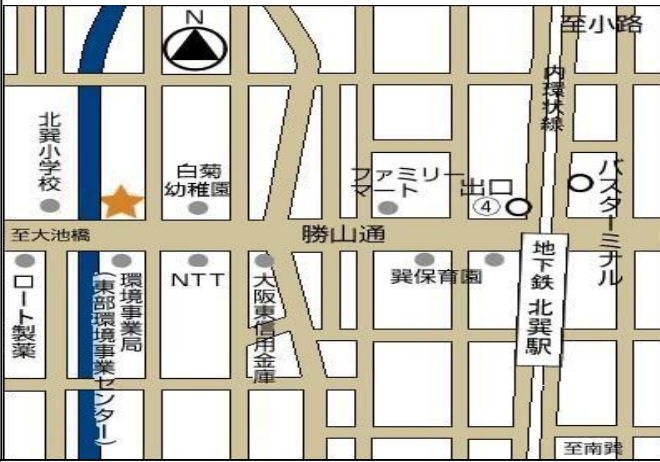 N
至小路
内環状線
北巽小学校
白菊
幼稚園
ファミリー
マート
出口
④
バスターミナル
至大池橋
勝山通
ロート製薬
環境事業局
(東部環境事業センター)
NTT
大阪東信用金庫
巽保育園
地下鉄 北巽駅
至南巽